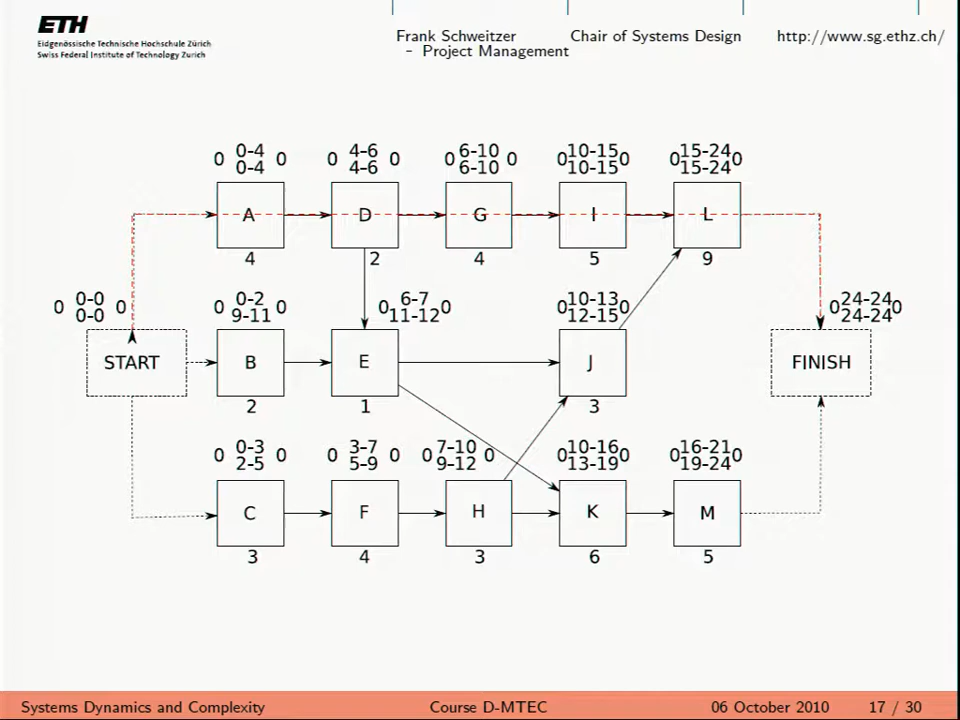 ETH
Eidgenössische Technische Hochschule Zürich
Swiss Federal Institute of Technology Zurich
Frank Schweitzer
– Project Management
Chair of Systems Design
http://www.sg.ethz.ch/
0 0-4 0
0-4
0 4-6 0
4-6
0 6-10 0
6-10
0 10-15 0
10-15
0 15-24 0
15-24
A
D
G
I
L
4
2
4
5
9
0 0-0 0
0-0
0 0-2 0
9-11
0 6-7 0
11-12
0 10-13 0
12-15
0 24-24 0
24-24
START
B
E
J
FINISH
2
1
3
0 0-3 0
2-5
0 3-7 0
5-9
0 7-10 0
9-12
0 10-16 0
13-19
0 16-21 0
19-24
C
F
H
K
M
3
4
3
6
5
Systems Dynamics and Complexity
Course D-MTEC
06 October 2010
17 / 30